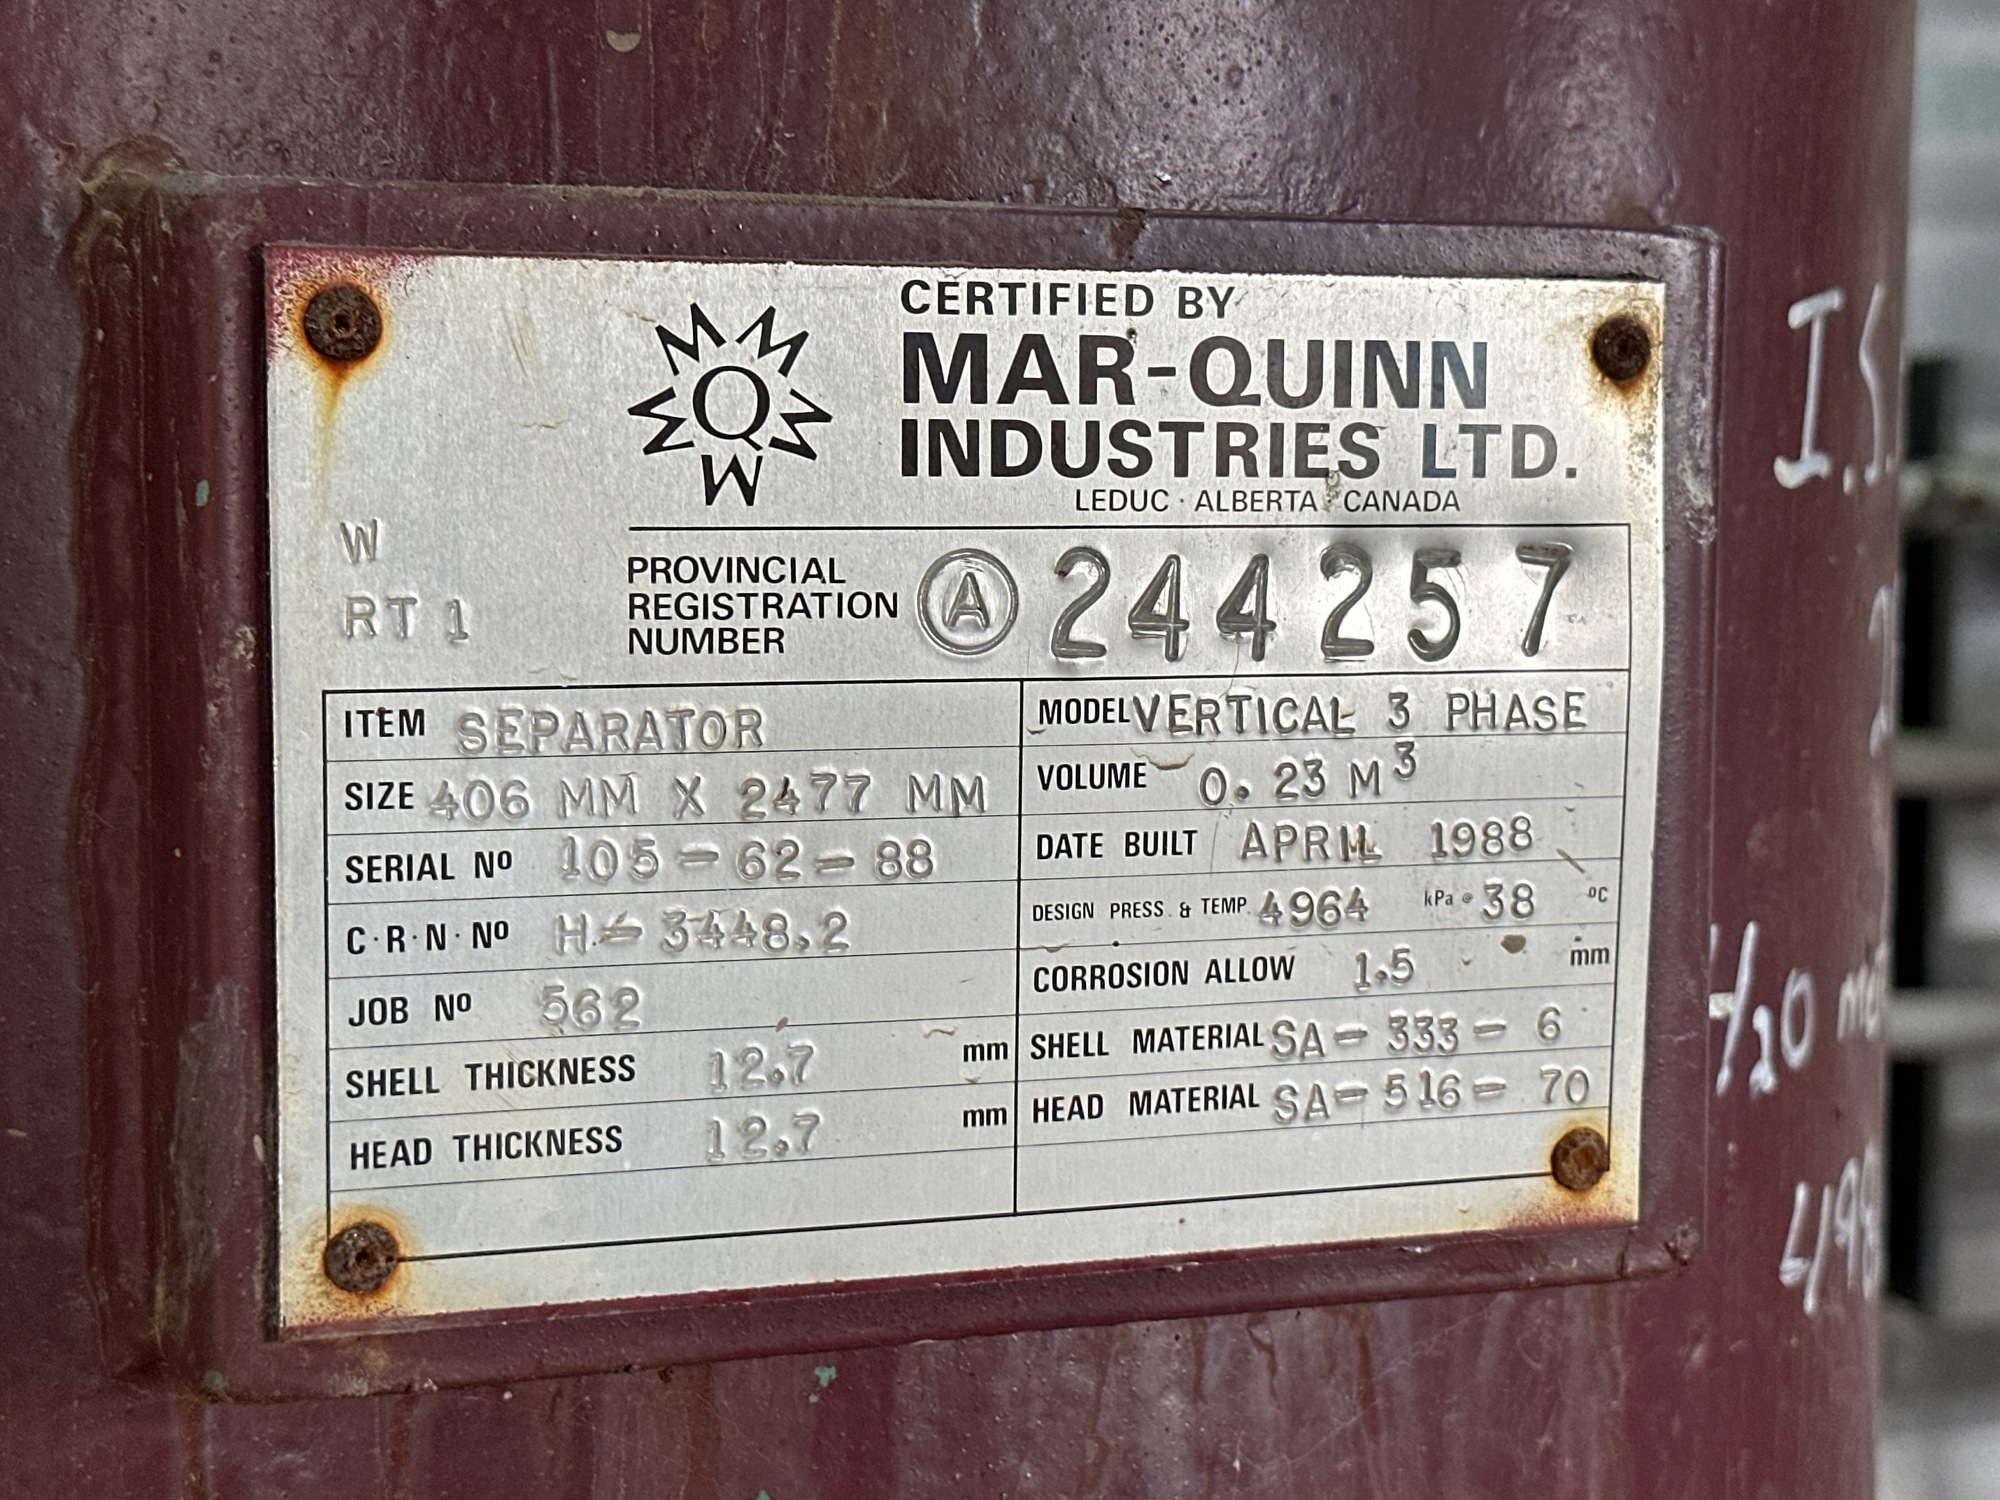 CERTIFIED BY
MAR-QUINN
INDUSTRIES LTD.
LEDUC · ALBERTA · CANADA
W
RT 1
PROVINCIAL
REGISTRATION
NUMBER
A 244257
ITEM SEPARATOR
SIZE 406 MM X 2477 MM
SERIAL Nº 105-62-88
C·R·N·Nº H-3448.2
JOB Nº 562
SHELL THICKNESS 12.7 mm
HEAD THICKNESS 12.7 mm
MODEL VERTICAL 3 PHASE
VOLUME 0.23 M³
DATE BUILT APRIL 1988
DESIGN PRESS. & TEMP. 4964 kPa @ 38 ºC
CORROSION ALLOW 1.5 mm
SHELL MATERIAL SA-333-6
HEAD MATERIAL SA-516-70
I.S.